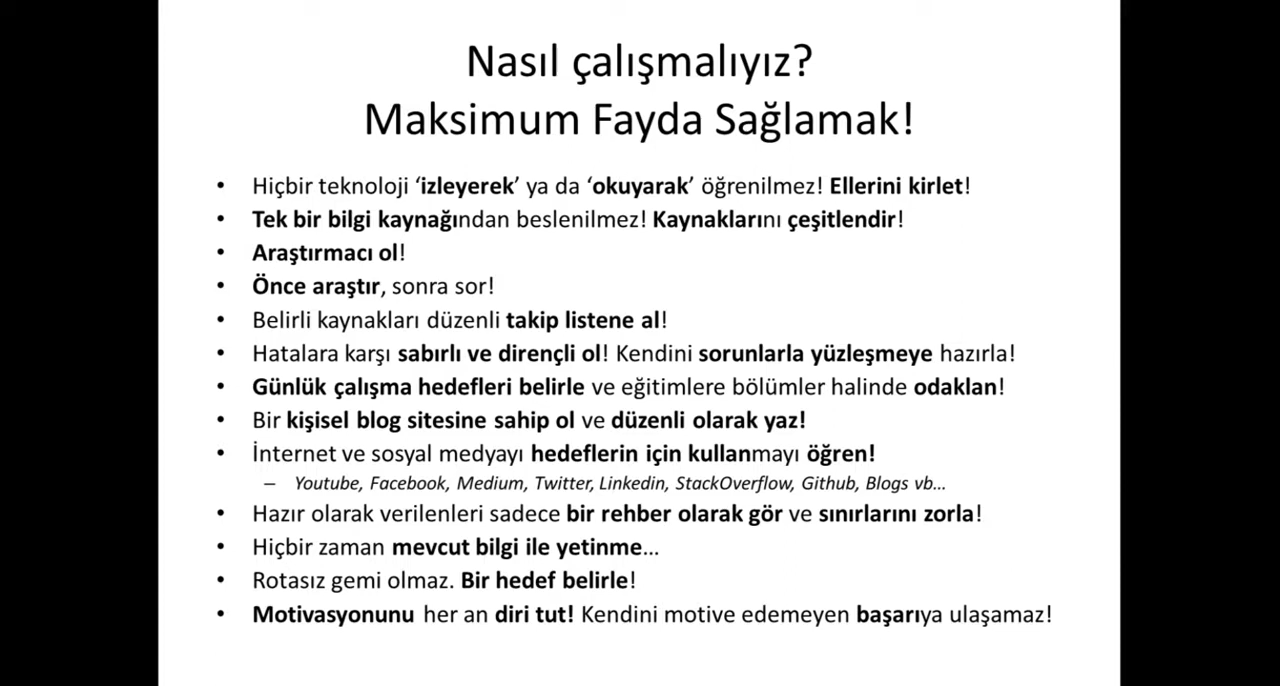 Nasıl çalışmalıyız?
Maksimum Fayda Sağlamak!
• Hiçbir teknoloji ‘izleyerek’ ya da ‘okuyarak’ öğrenilmez! Ellerini kirlet!
• Tek bir bilgi kaynağından beslenilmez! Kaynaklarını çeşitlendir!
• Araştırmacı ol!
• Önce araştır, sonra sor!
• Belirli kaynakları düzenli takip listene al!
• Hatalara karşı sabırlı ve dirençli ol! Kendini sorunlarla yüzleşmeye hazırla!
• Günlük çalışma hedefleri belirle ve eğitimlere bölümler halinde odaklan!
• Bir kişisel blog sitesine sahip ol ve düzenli olarak yaz!
• İnternet ve sosyal medyayı hedeflerin için kullanmayı öğren!
– Youtube, Facebook, Medium, Twitter, Linkedin, StackOverflow, Github, Blogs vb…
• Hazır olarak verilenleri sadece bir rehber olarak gör ve sınırlarını zorla!
• Hiçbir zaman mevcut bilgi ile yetinme…
• Rotasız gemi olmaz. Bir hedef belirle!
• Motivasyonunu her an diri tut! Kendini motive edemeyen başarıya ulaşamaz!